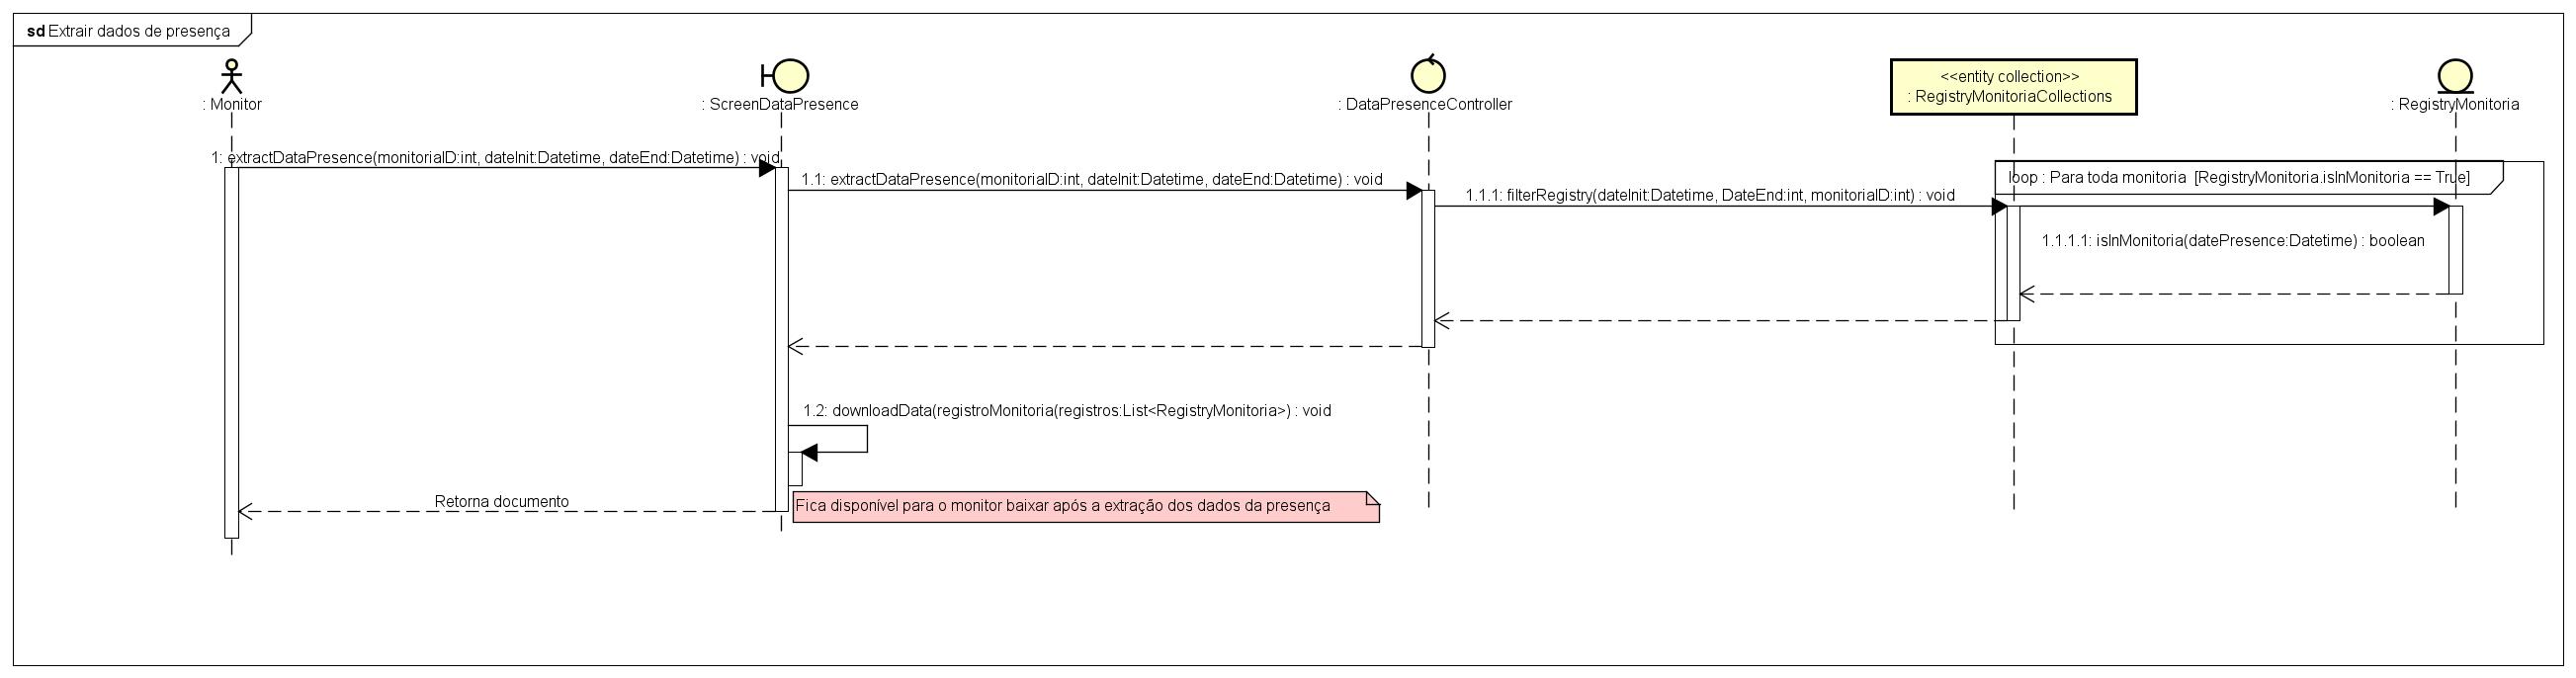 sd Extrair dados de presença
: Monitor
: ScreenDataPresence
: DataPresenceController
<<entity collection>>
: RegistryMonitoriaCollections
: RegistryMonitoria
1: extractDataPresence(monitoriaID:int, dateInit:Datetime, dateEnd:Datetime) : void
1.1: extractDataPresence(monitoriaID:int, dateInit:Datetime, dateEnd:Datetime) : void
1.1.1: filterRegistry(dateInit:Datetime, DateEnd:int, monitoriaID:int) : void
loop : Para toda monitoria [RegistryMonitoria.isInMonitoria == True]
1.1.1.1: isInMonitoria(datePresence:Datetime) : boolean
1.2: downloadData(registroMonitoria(registros:List<RegistryMonitoria>) : void
Retorna documento
Fica disponível para o monitor baixar após a extração dos dados da presença